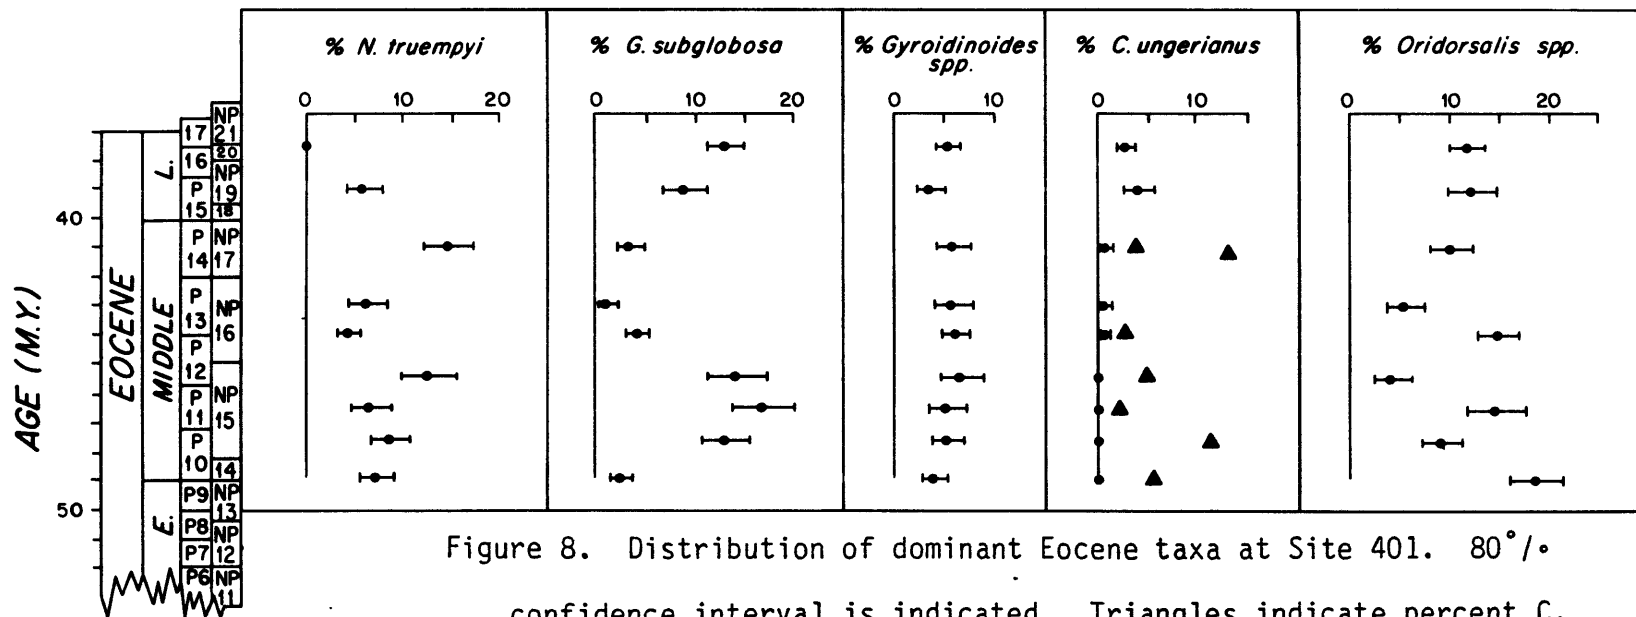 % N. truempyi
% G. subglobosa
% Gyroidinoides
spp.
% C. ungerianus
% Oridorsalis spp.
0 10
0 10 20
0 10
0 10
0 10 20
AGE (M.Y.)
40
50
EOCENE
L.
MIDDLE
E.
17
16
P
15
P
14
P
13
P
12
P
11
P
10
P9
P8
P7
P6
NP
21
20
NP
19
18
NP
17
NP
16
NP
15
14
NP
13
NP
12
NP
11
Figure 8. Distribution of dominant Eocene taxa at Site 401. 80°/°
confidence interval is indicated. Triangles indicate percent C.